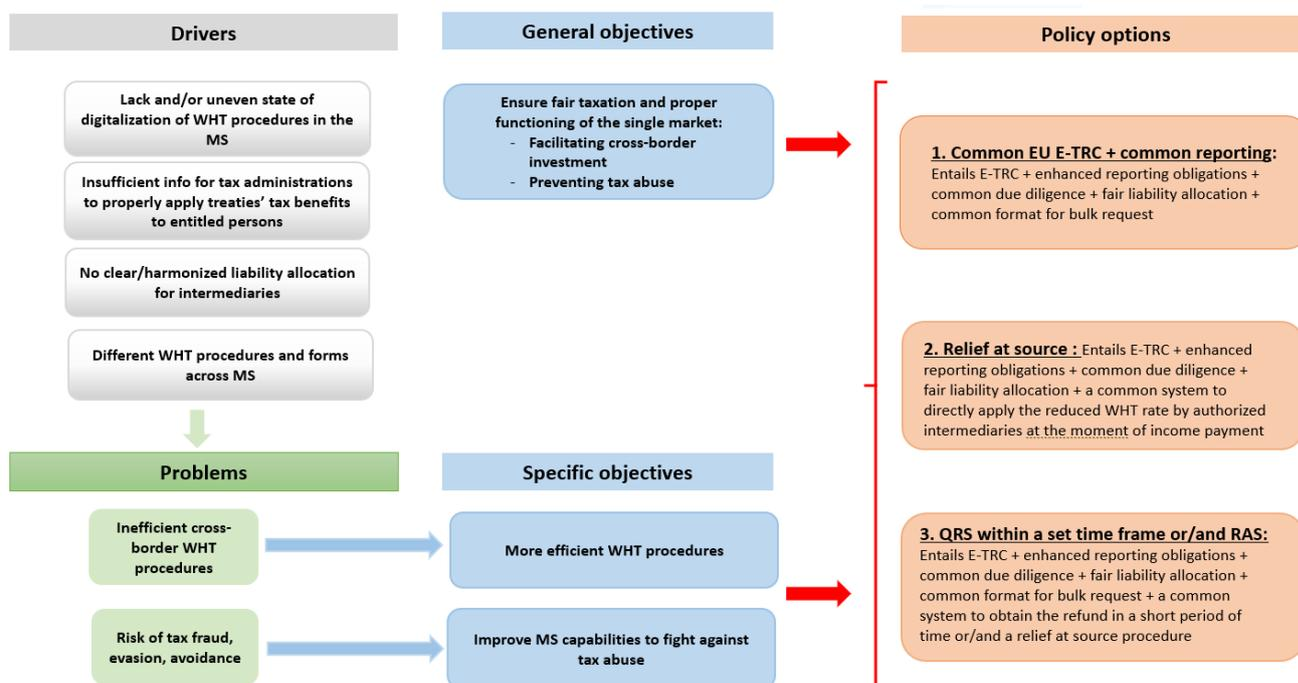 Drivers
Lack and/or uneven state of
digitalization of WHT procedures in the
MS
Insufficient info for tax administrations
to properly apply treaties’ tax benefits
to entitled persons
No clear/harmonized liability allocation
for intermediaries
Different WHT procedures and forms
across MS
Problems
Inefficient cross-
border WHT
procedures
Risk of tax fraud,
evasion, avoidance
General objectives
Ensure fair taxation and proper
functioning of the single market:
- Facilitating cross-border
investment
- Preventing tax abuse
Specific objectives
More efficient WHT procedures
Improve MS capabilities to fight against
tax abuse
Policy options
1. Common EU E-TRC + common reporting:
Entails E-TRC + enhanced reporting obligations +
common due diligence + fair liability allocation +
common format for bulk request
2. Relief at source : Entails E-TRC + enhanced
reporting obligations + common due diligence +
fair liability allocation + a common system to
directly apply the reduced WHT rate by authorized
intermediaries at the moment of income payment
3. QRS within a set time frame or/and RAS:
Entails E-TRC + enhanced reporting obligations +
common due diligence + fair liability allocation +
common format for bulk request + a common
system to obtain the refund in a short period of
time or/and a relief at source procedure